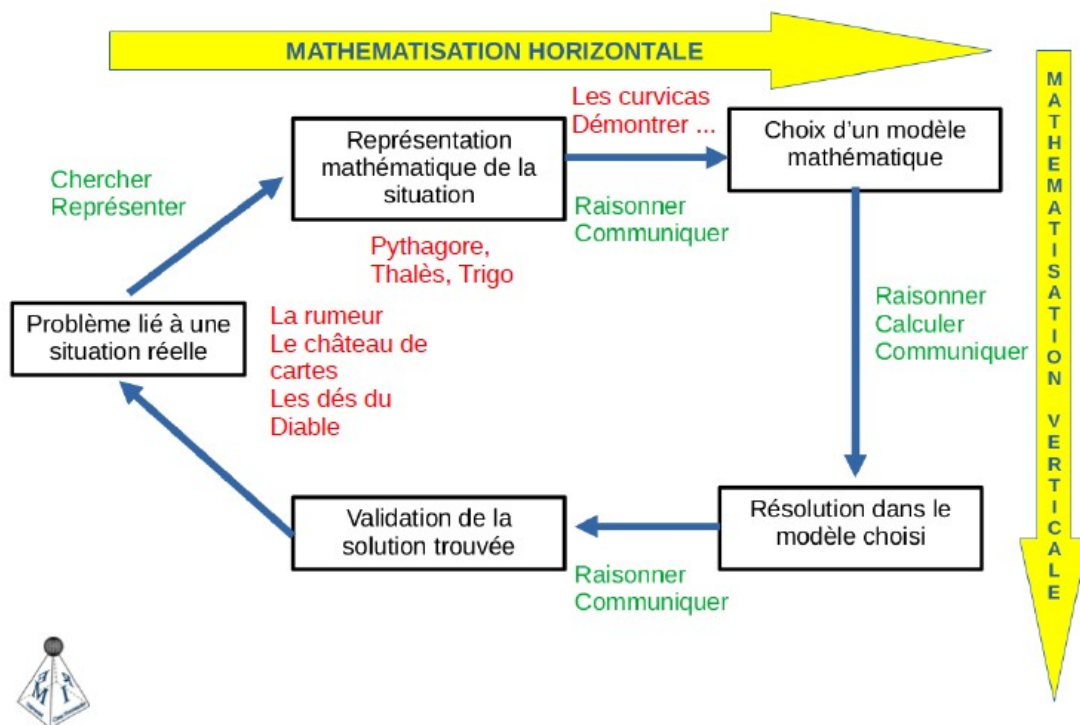 MATHEMATISATION HORIZONTALE
Les curvicas
Démontrer ...
Représentation
mathématique de la
situation
Choix d'un modèle
mathématique
Chercher
Représenter
Raisonner
Communiquer
Pythagore,
Thalès, Trigo
Problème lié à une
situation réelle
La rumeur
Le château de
cartes
Les dés du
Diable
Raisonner
Calculer
Communiquer
Validation de la
solution trouvée
Résolution dans le
modèle choisi
Raisonner
Communiquer
MATHEMATISATION VERTICALE